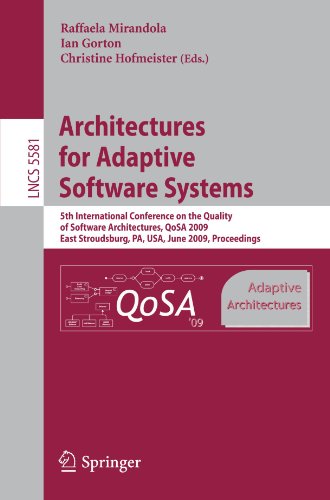 Raffaela Mirandola
Ian Gorton
Christine Hofmeister (Eds.)
LNCS 5581
Architectures
for Adaptive
Software Systems
5th International Conference on the Quality
of Software Architectures, QoSA 2009
East Stroudsburg, PA, USA, June 2009, Proceedings
QoSA
'09
Adaptive
Architectures
Springer